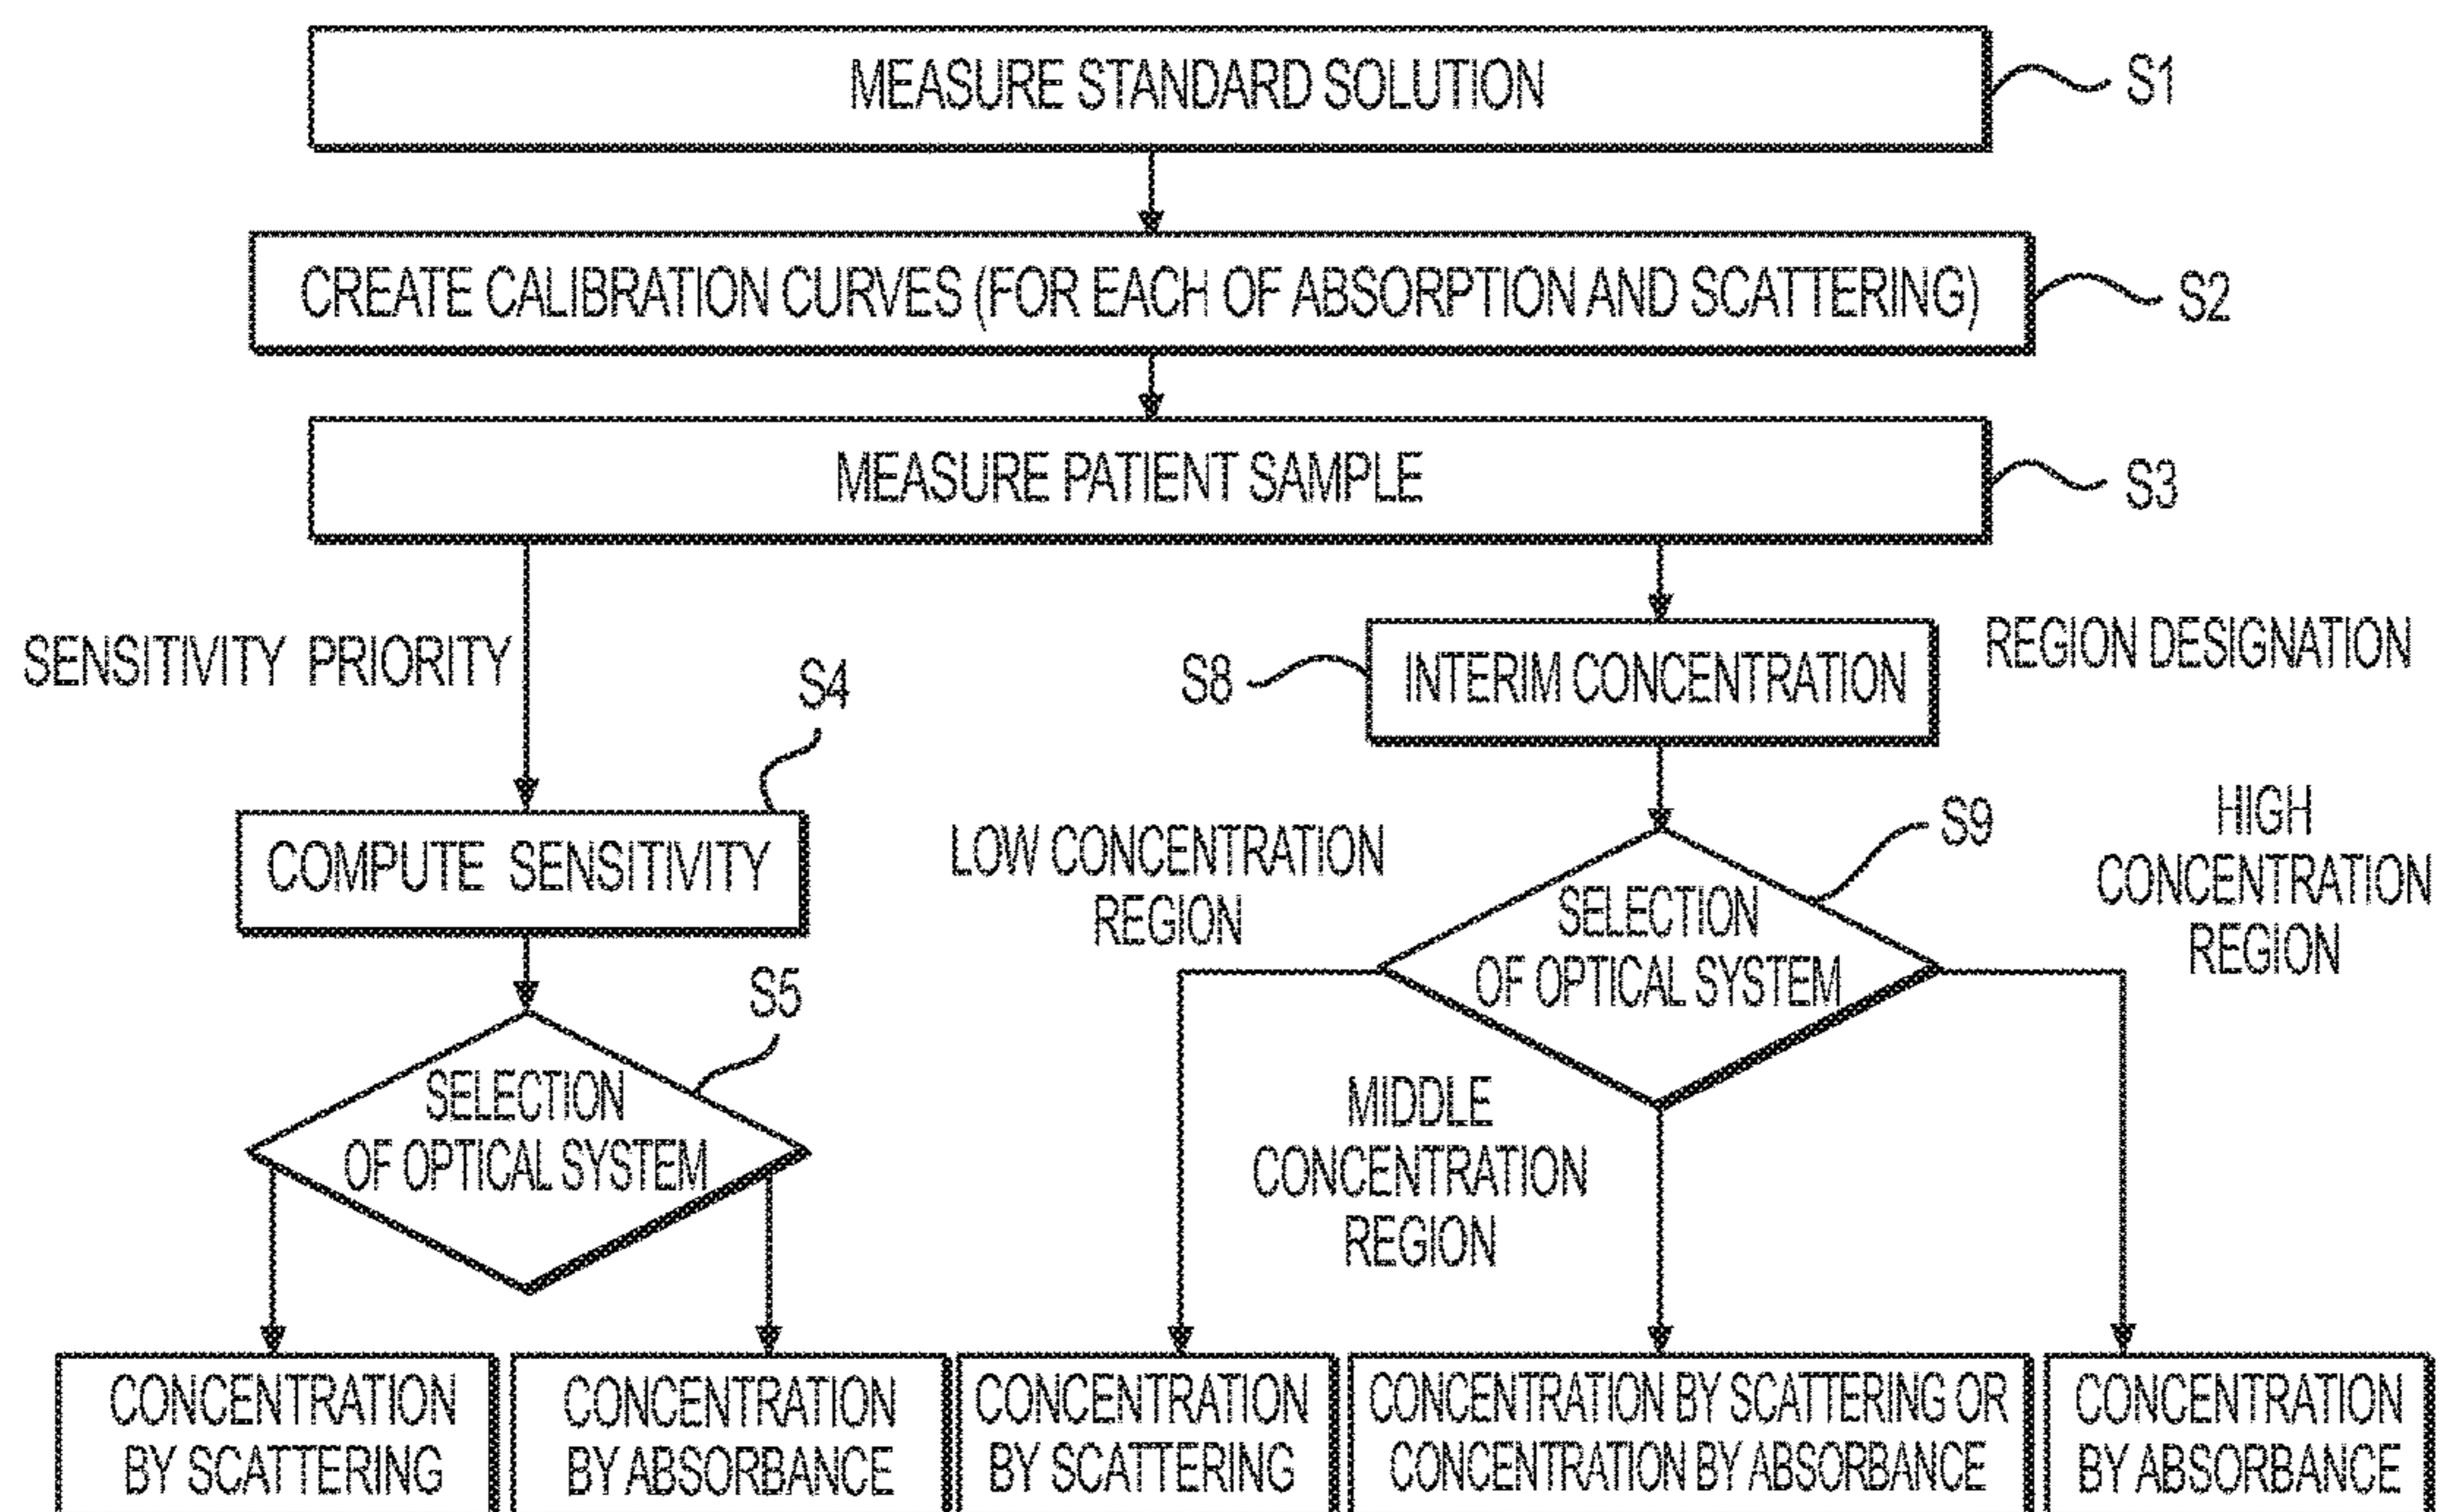 MEASURE STANDARD SOLUTION
S1
CREATE CALIBRATION CURVES (FOR EACH OF ABSORPTION AND SCATTERING)
S2
MEASURE PATIENT SAMPLE
S3
SENSITIVITY PRIORITY
S4
COMPUTE SENSITIVITY
S5
SELECTION
OF OPTICAL SYSTEM
CONCENTRATION
BY SCATTERING
CONCENTRATION
BY ABSORBANCE
S8
INTERIM CONCENTRATION
REGION DESIGNATION
S9
SELECTION
OF OPTICAL SYSTEM
LOW CONCENTRATION
REGION
MIDDLE
CONCENTRATION
REGION
HIGH
CONCENTRATION
REGION
CONCENTRATION
BY SCATTERING
CONCENTRATION BY SCATTERING OR
CONCENTRATION BY ABSORBANCE
CONCENTRATION
BY ABSORBANCE